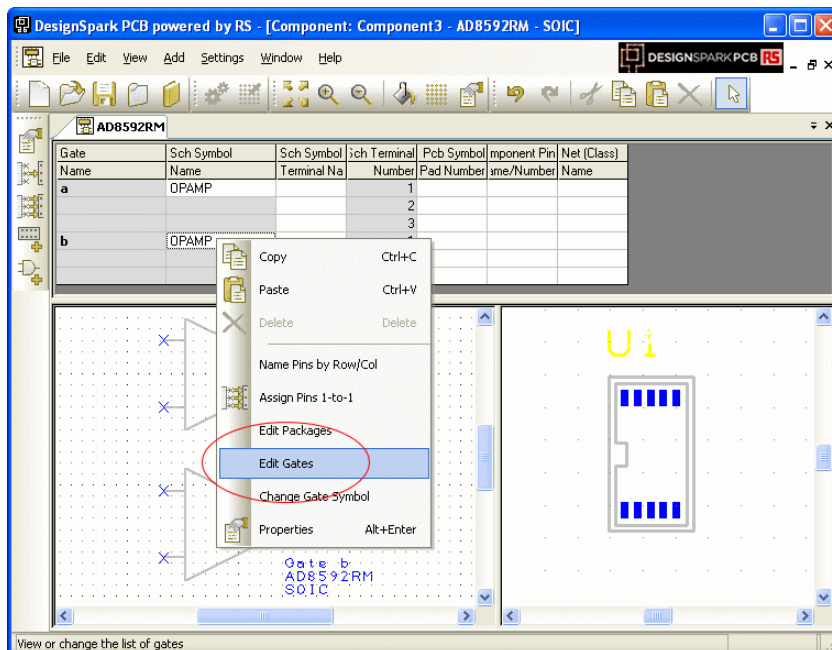 DesignSpark PCB powered by RS - [Component: Component3 - AD8592RM - SOIC]
File Edit View Add Settings Window Help
DESIGNSPARKPCB RS
AD8592RM
Gate Sch Symbol Sch Symbol Sch Terminal Pcb Symbol mponent Pin Net (Class)
Name Name Terminal Na Number Pad Number ame/Number Name
a OPAMP 1
2
3
b OPAMP
Copy Ctrl+C
Paste Ctrl+V
Delete Delete
Name Pins by Row/Col
Assign Pins 1-to-1
Edit Packages
Edit Gates
Change Gate Symbol
Properties Alt+Enter
Gate b
AD8592RM
SOIC
U1
View or change the list of gates